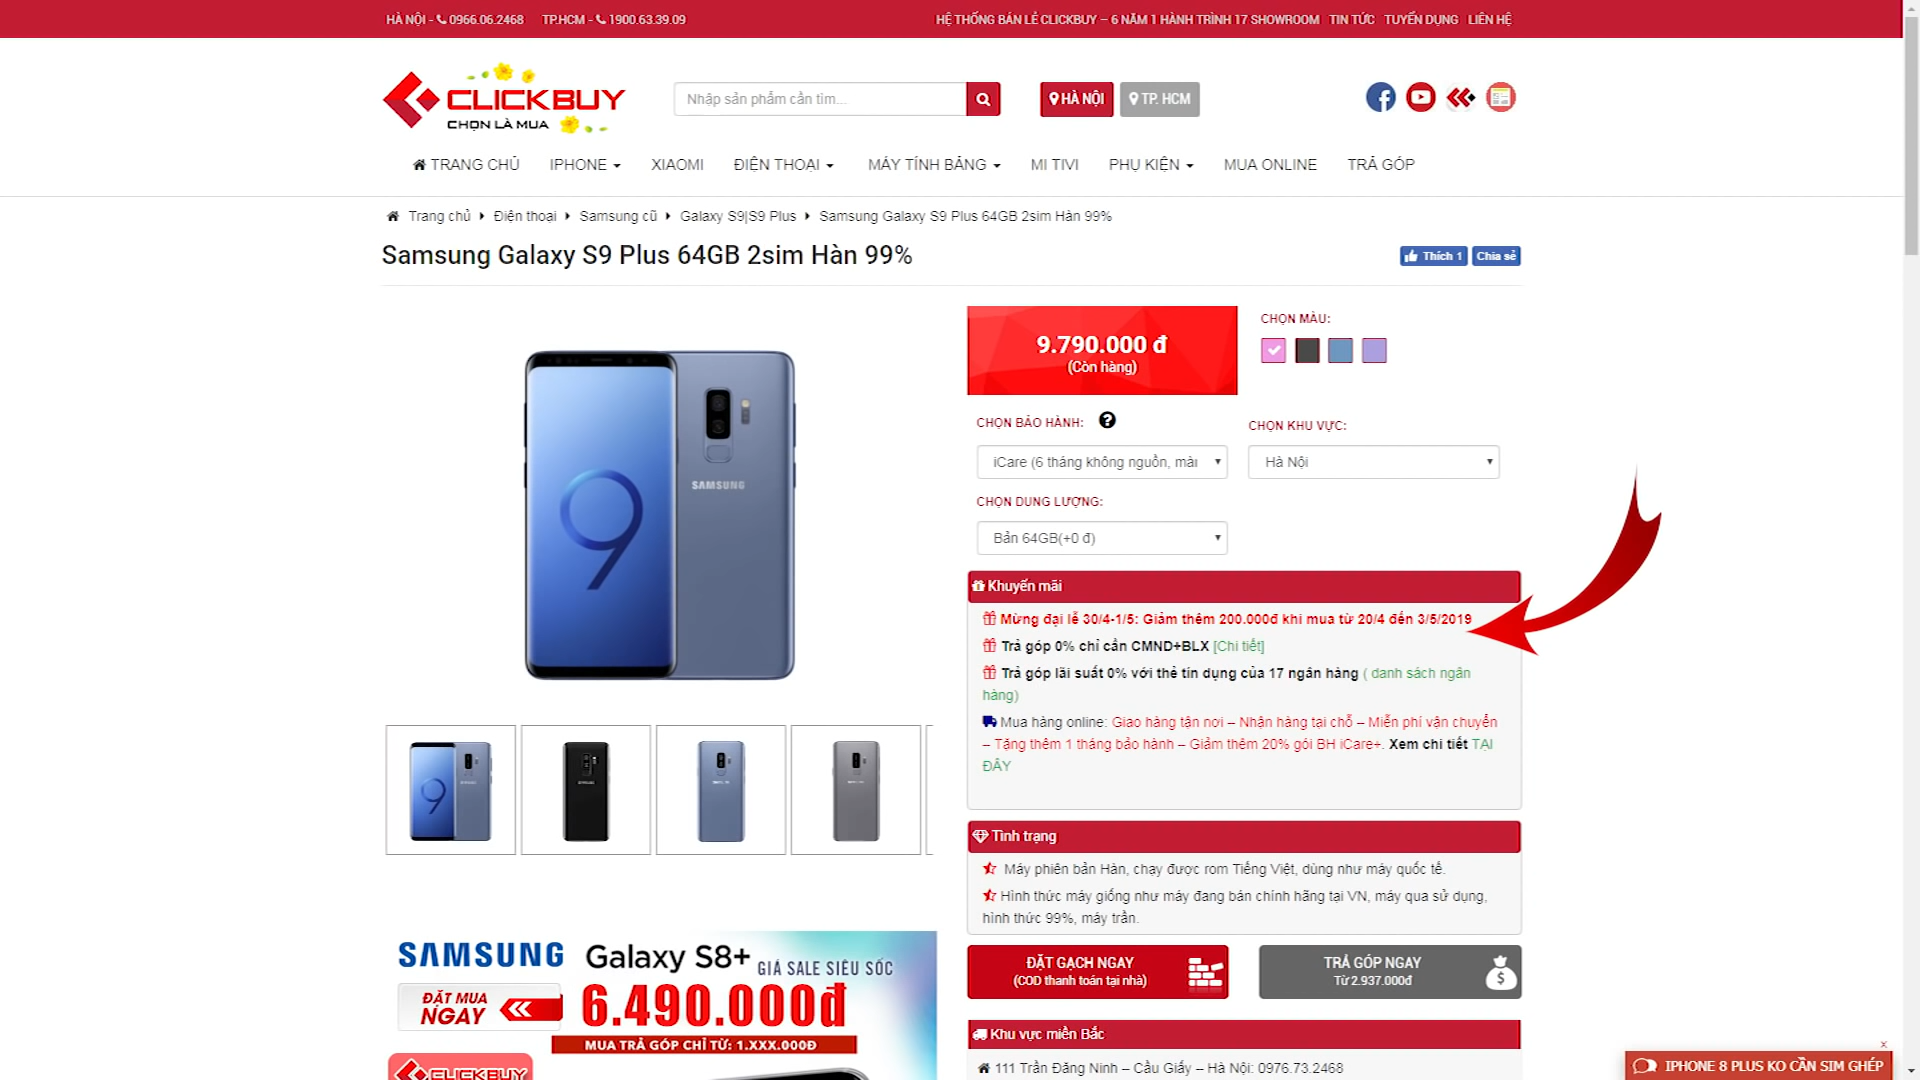 HÀ NỘI - 0966.06.2468 TP.HCM - 1900.63.39.09
HỆ THỐNG BÁN LẺ CLICKBUY – 6 NĂM 1 HÀNH TRÌNH 17 SHOWROOM TIN TỨC TUYỂN DỤNG LIÊN HỆ
CLICKBUY
CHỌN LÀ MUA
Nhập sản phẩm cần tìm...
HÀ NỘI
TP. HCM
TRANG CHỦ IPHONE XIAOMI ĐIỆN THOẠI MÁY TÍNH BẢNG MI TIVI PHỤ KIỆN MUA ONLINE TRẢ GÓP
Trang chủ Điện thoại Samsung cũ Galaxy S9|S9 Plus Samsung Galaxy S9 Plus 64GB 2sim Hàn 99%
Samsung Galaxy S9 Plus 64GB 2sim Hàn 99%
Thích 1 Chia sẻ
9.790.000 đ
(Còn hàng)
CHỌN MÀU:
CHỌN BẢO HÀNH: ?
CHỌN KHU VỰC:
iCare (6 tháng không nguồn, màn
Hà Nội
CHỌN DUNG LƯỢNG:
Bản 64GB(+0 đ)
SAMSUNG
9
Khuyến mãi
Mừng đại lễ 30/4-1/5: Giảm thêm 200.000đ khi mua từ 20/4 đến 3/5/2019
Trả góp 0% chỉ cần CMND+BLX [Chi tiết]
Trả góp lãi suất 0% với thẻ tín dụng của 17 ngân hàng ( danh sách ngân
hàng)
Mua hàng online: Giao hàng tận nơi – Nhận hàng tại chỗ – Miễn phí vận chuyển
– Tặng thêm 1 tháng bảo hành – Giảm thêm 20% gói BH iCare+. Xem chi tiết TẠI
ĐÂY
Tình trạng
Máy phiên bản Hàn, chạy được rom Tiếng Việt, dùng như máy quốc tế.
Hình thức máy giống như máy đang bán chính hãng tại VN, máy qua sử dụng,
hình thức 99%, máy trần.
ĐẶT GẠCH NGAY
(COD thanh toán tại nhà)
TRẢ GÓP NGAY
Từ 2.937.000đ
SAMSUNG Galaxy S8+ GIÁ SALE SIÊU SỐC
ĐẶT MUA
NGAY
6.490.000đ
MUA TRẢ GÓP CHỈ TỪ: 1.XXX.000Đ
CLICKBUY
Khu vực miền Bắc
111 Trần Đăng Ninh – Cầu Giấy – Hà Nội: 0976.73.2468
x
IPHONE 8 PLUS KO CẦN SIM GHÉP